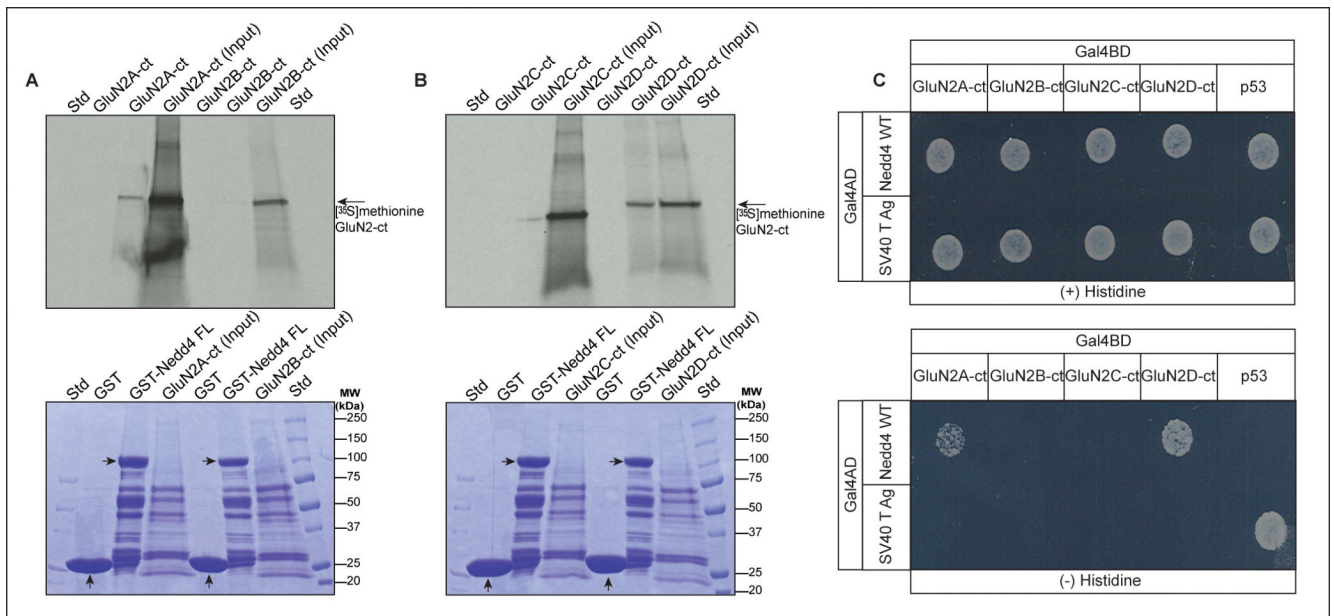 A
Std
GluN2A-ct
GluN2A-ct
GluN2A-ct (Input)
GluN2B-ct
GluN2B-ct
GluN2B-ct (Input)
Std
[³⁵S]methionine
GluN2-ct
Std
GST
GST-Nedd4 FL
GluN2A-ct (Input)
GST
GST-Nedd4 FL
GluN2B-ct (Input)
Std
MW
(kDa)
250
150
100
75
50
37
25
20
B
Std
GluN2C-ct
GluN2C-ct
GluN2C-ct (Input)
GluN2D-ct
GluN2D-ct
GluN2D-ct (Input)
Std
[³⁵S]methionine
GluN2-ct
Std
GST
GST-Nedd4 FL
GluN2C-ct (Input)
GST
GST-Nedd4 FL
GluN2D-ct (Input)
Std
MW
(kDa)
250
150
100
75
50
37
25
20
C
Gal4BD
GluN2A-ct GluN2B-ct GluN2C-ct GluN2D-ct p53
Gal4AD
Nedd4 WT
SV40 T Ag
(+) Histidine
Gal4BD
GluN2A-ct GluN2B-ct GluN2C-ct GluN2D-ct p53
Gal4AD
Nedd4 WT
SV40 T Ag
(-) Histidine